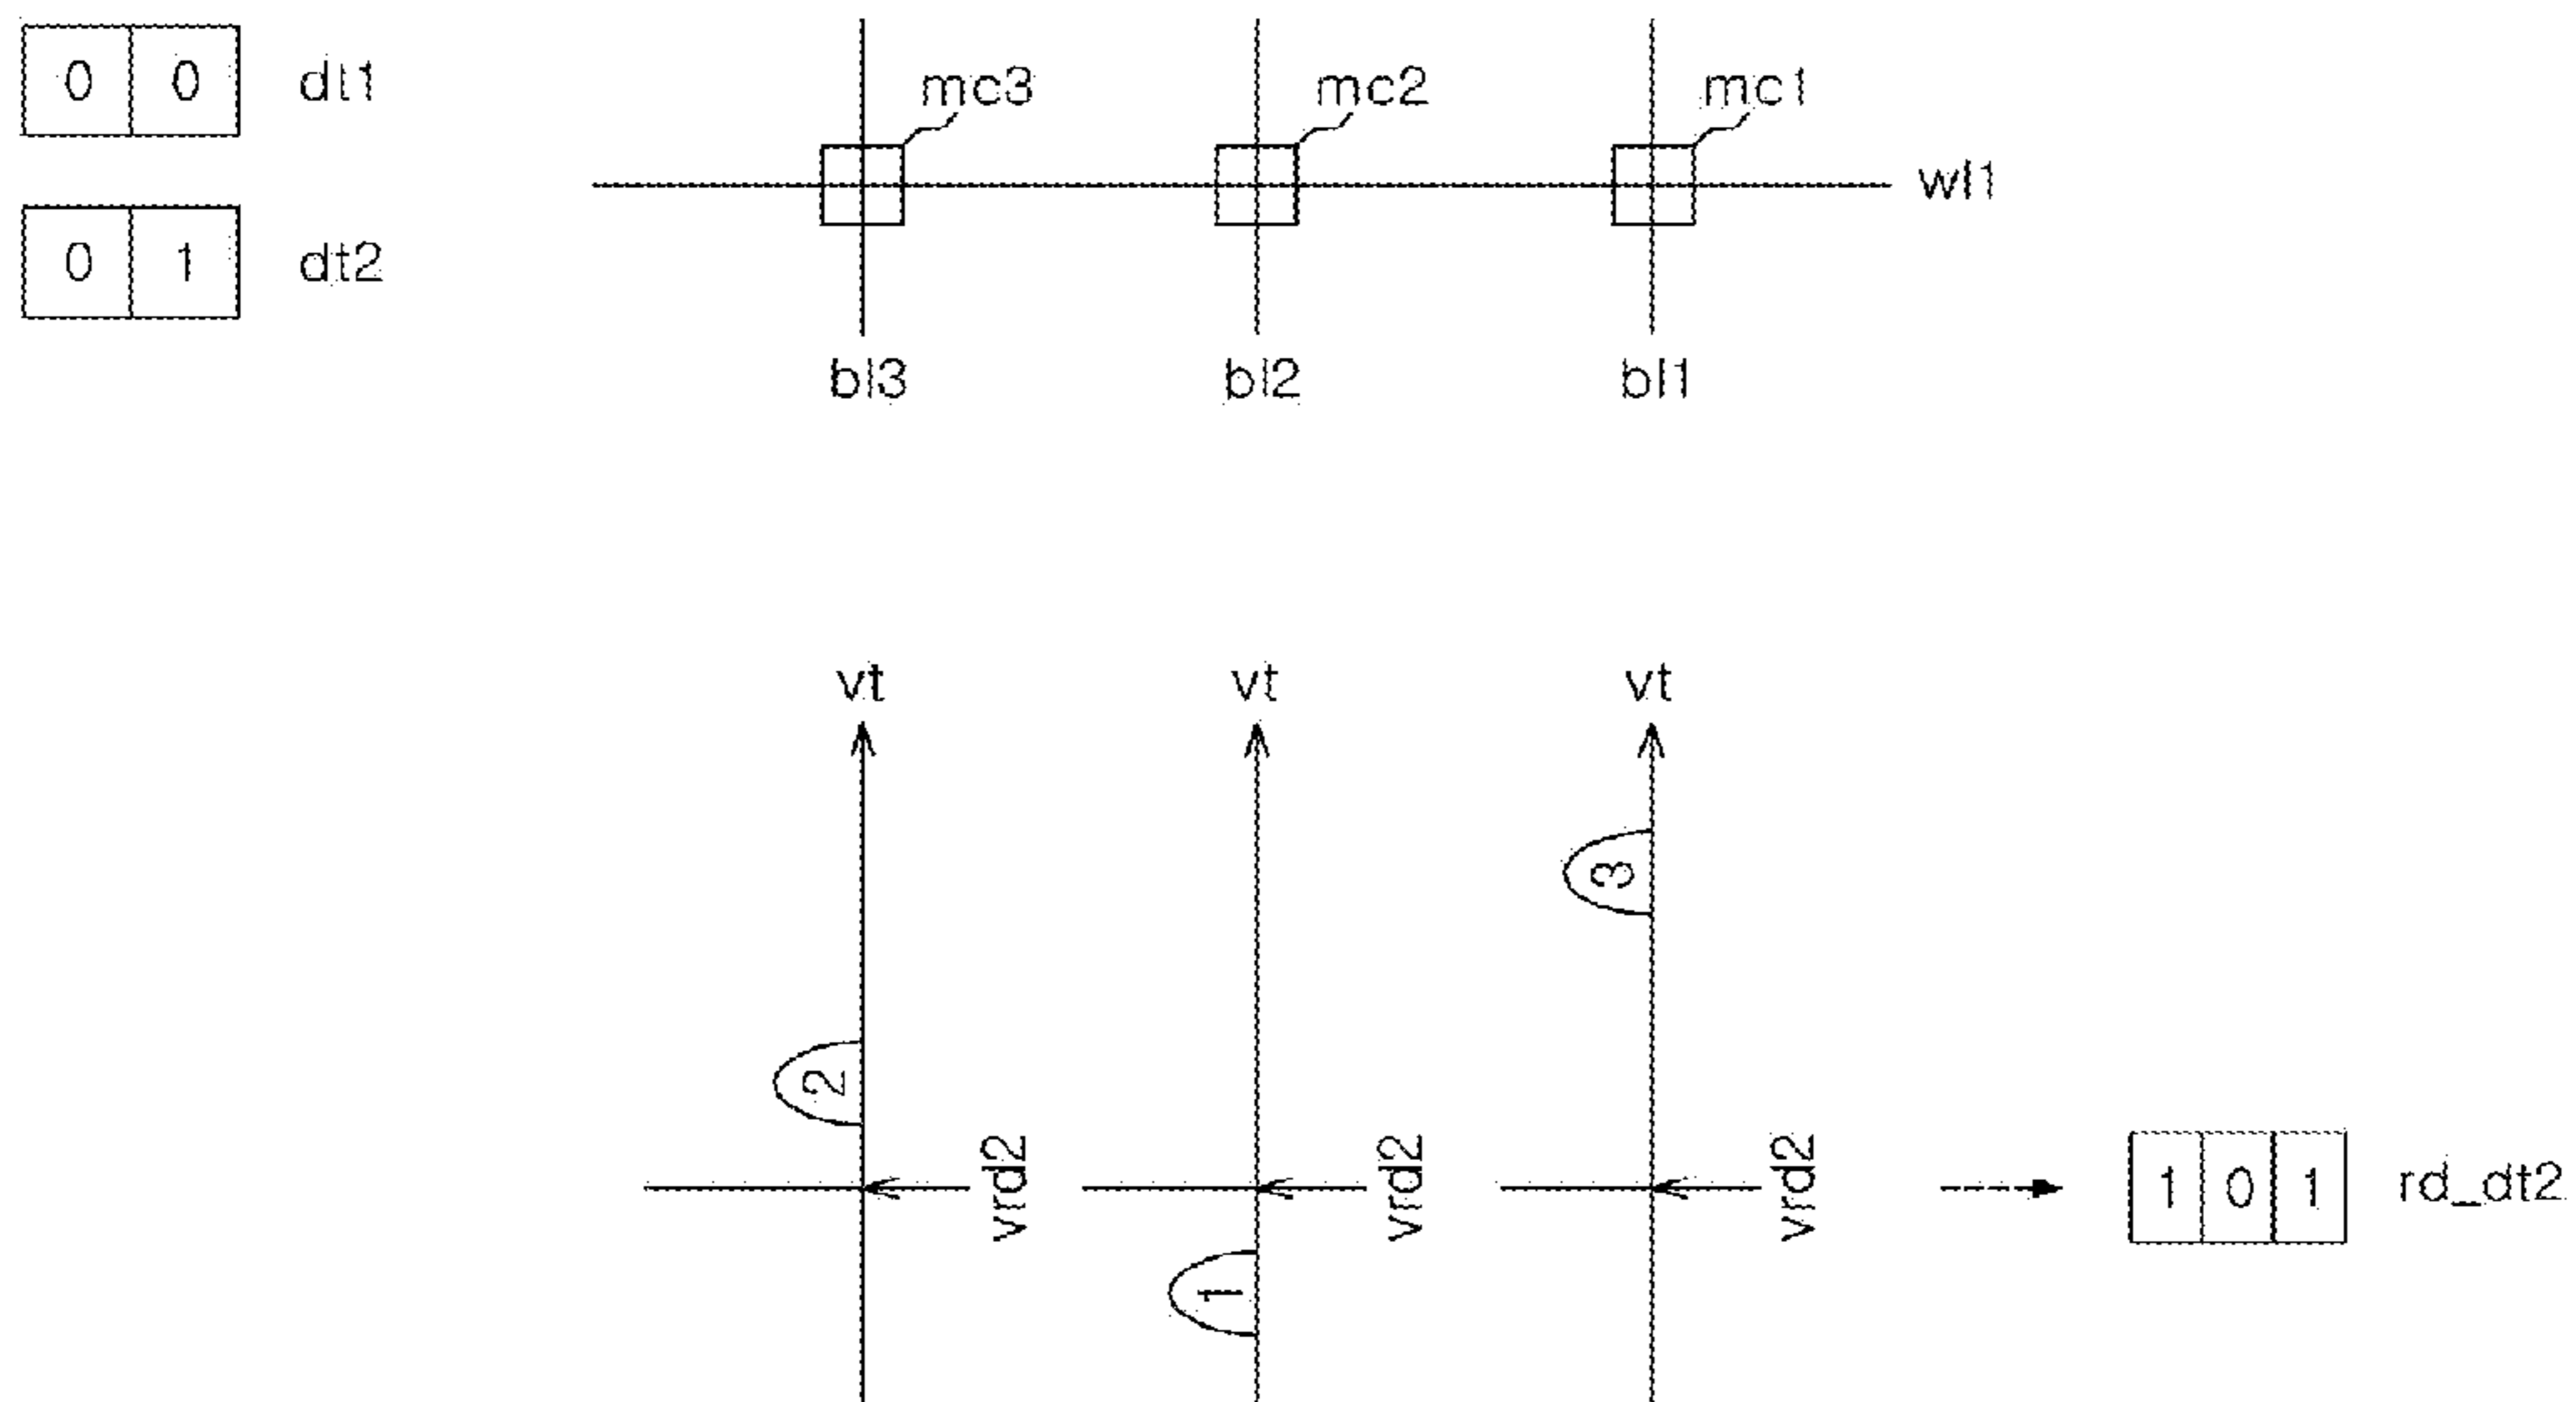 0 0 dt1
mc3 mc2 mc1
wl1
0 1 dt2
bl3 bl2 bl1
vt vt vt
3
2
vrd2 vrd2 vrd2
1 0 1 rd_dt2
1